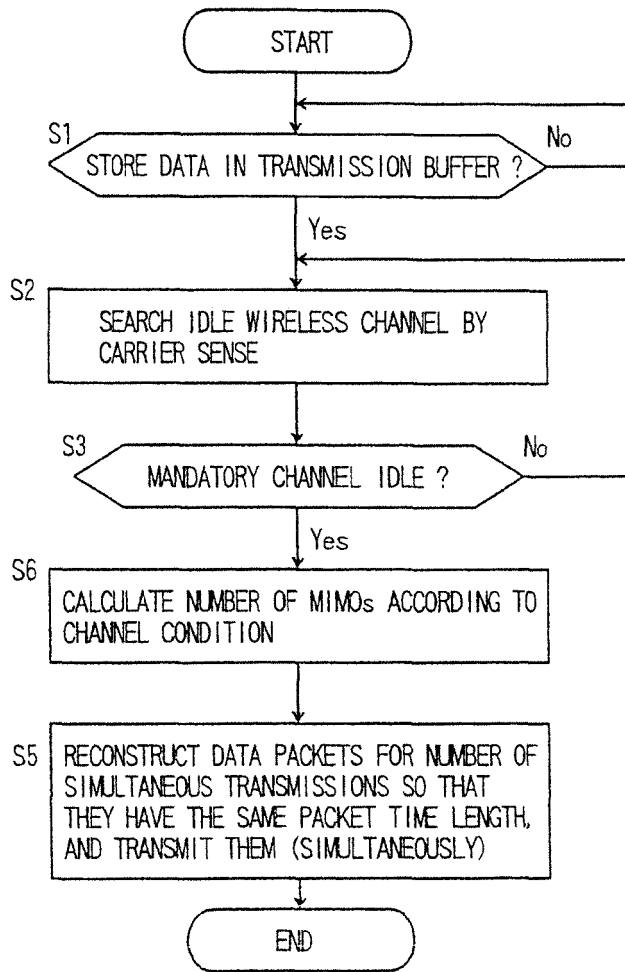 START
S1
STORE DATA IN TRANSMISSION BUFFER ?
No
Yes
S2
SEARCH IDLE WIRELESS CHANNEL BY
CARRIER SENSE
S3
MANDATORY CHANNEL IDLE ?
No
Yes
S6
CALCULATE NUMBER OF MIMOs ACCORDING TO
CHANNEL CONDITION
S5
RECONSTRUCT DATA PACKETS FOR NUMBER OF
SIMULTANEOUS TRANSMISSIONS SO THAT
THEY HAVE THE SAME PACKET TIME LENGTH,
AND TRANSMIT THEM (SIMULTANEOUSLY)
END